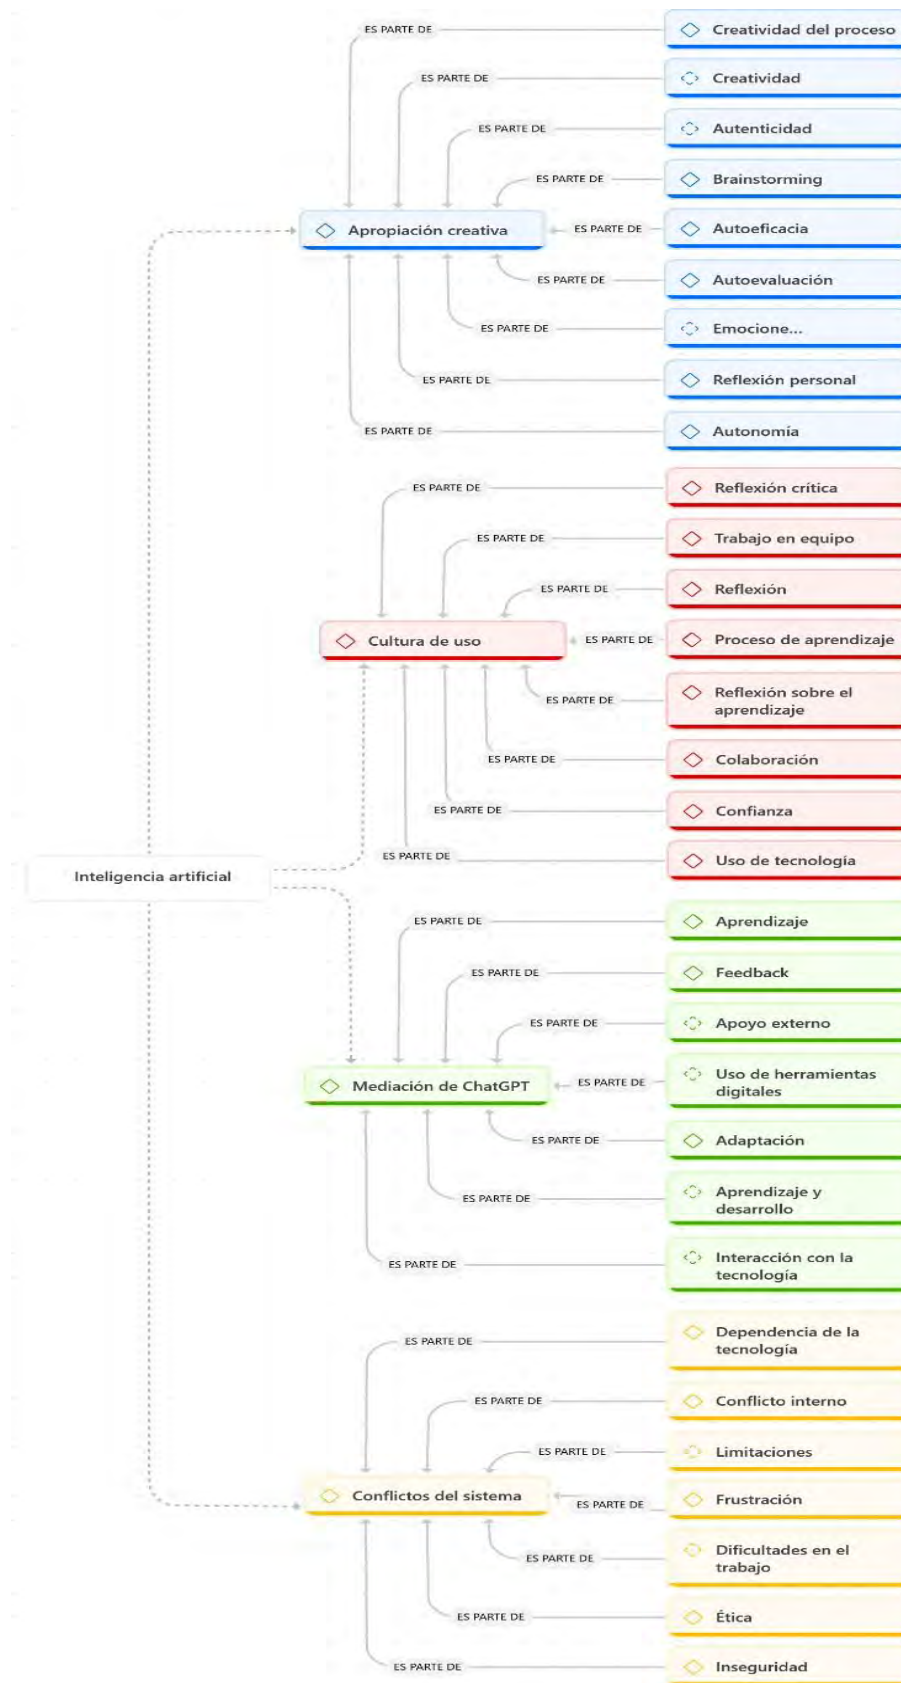 ES PARTE DE
Creatividad del proceso
ES PARTE DE
Creatividad
ES PARTE DE
Autenticidad
ES PARTE DE
Brainstorming
Apropiación creativa
ES PARTE DE
Autoeficacia
ES PARTE DE
Autoevaluación
ES PARTE DE
Emocione...
ES PARTE DE
Reflexión personal
ES PARTE DE
Autonomía
ES PARTE DE
Reflexión crítica
ES PARTE DE
Trabajo en equipo
ES PARTE DE
Reflexión
Cultura de uso
ES PARTE DE
Proceso de aprendizaje
ES PARTE DE
Reflexión sobre el
aprendizaje
ES PARTE DE
Colaboración
ES PARTE DE
Confianza
ES PARTE DE
Uso de tecnología
Inteligencia artificial
ES PARTE DE
Aprendizaje
ES PARTE DE
Feedback
ES PARTE DE
Apoyo externo
Mediación de ChatGPT
ES PARTE DE
Uso de herramientas
digitales
ES PARTE DE
Adaptación
ES PARTE DE
Aprendizaje y
desarrollo
ES PARTE DE
Interacción con la
tecnología
ES PARTE DE
Dependencia de la
tecnología
ES PARTE DE
Conflicto interno
ES PARTE DE
Limitaciones
Conflictos del sistema
ES PARTE DE
Frustración
ES PARTE DE
Dificultades en el
trabajo
ES PARTE DE
Ética
ES PARTE DE
Inseguridad